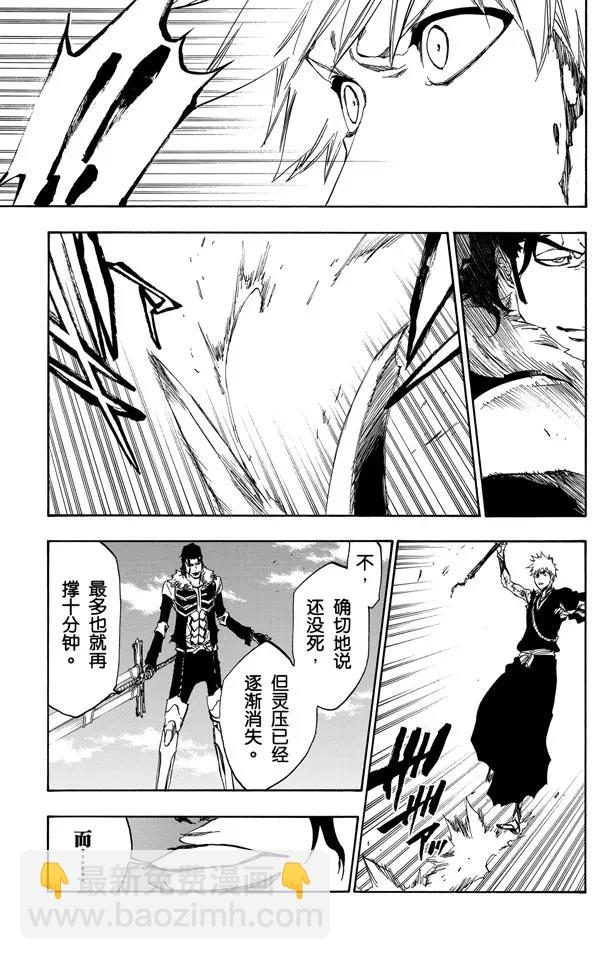 !!
不，
确切地说
还没死，
但灵压已经
逐渐消失。
最多也就再
撑十分钟。
而……
最新免费漫画
www.baozimh.com